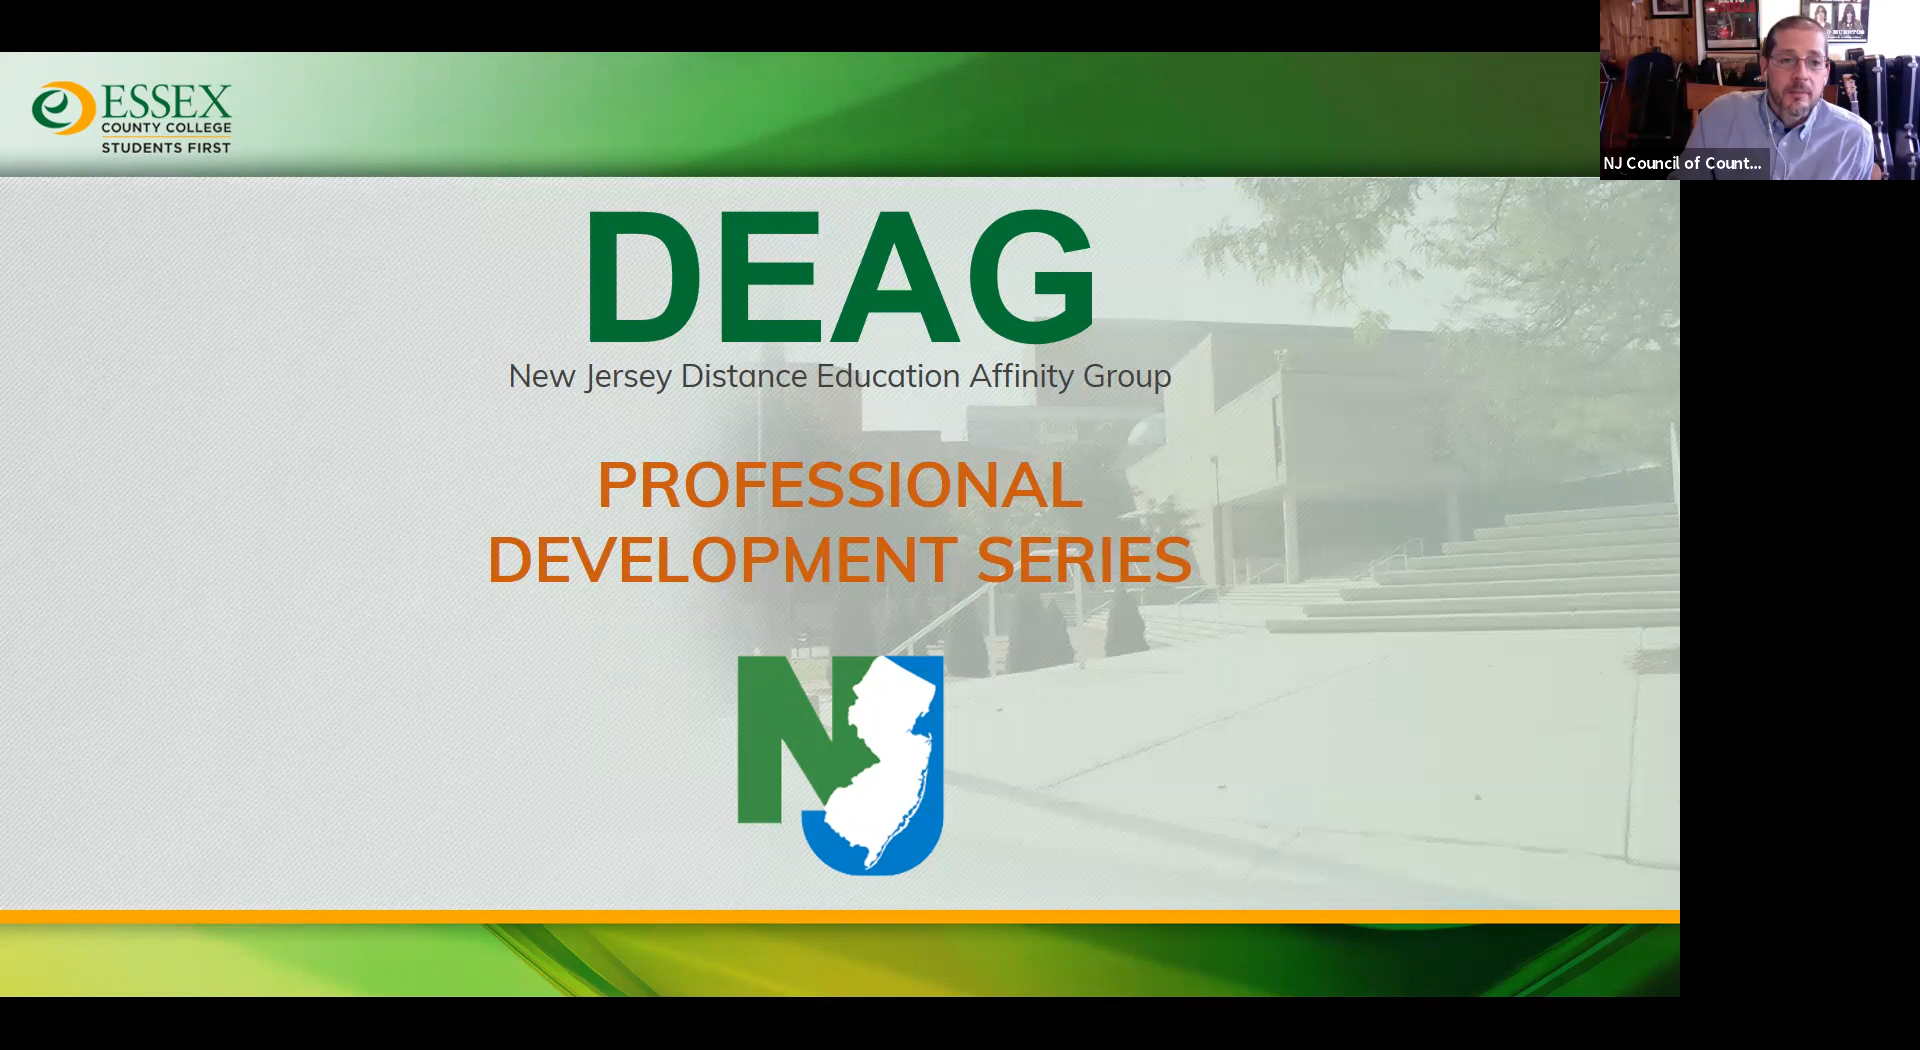 ESSEX
COUNTY COLLEGE
STUDENTS FIRST
NJ Council of Count...
DEAG
New Jersey Distance Education Affinity Group
PROFESSIONAL
DEVELOPMENT SERIES
NJ